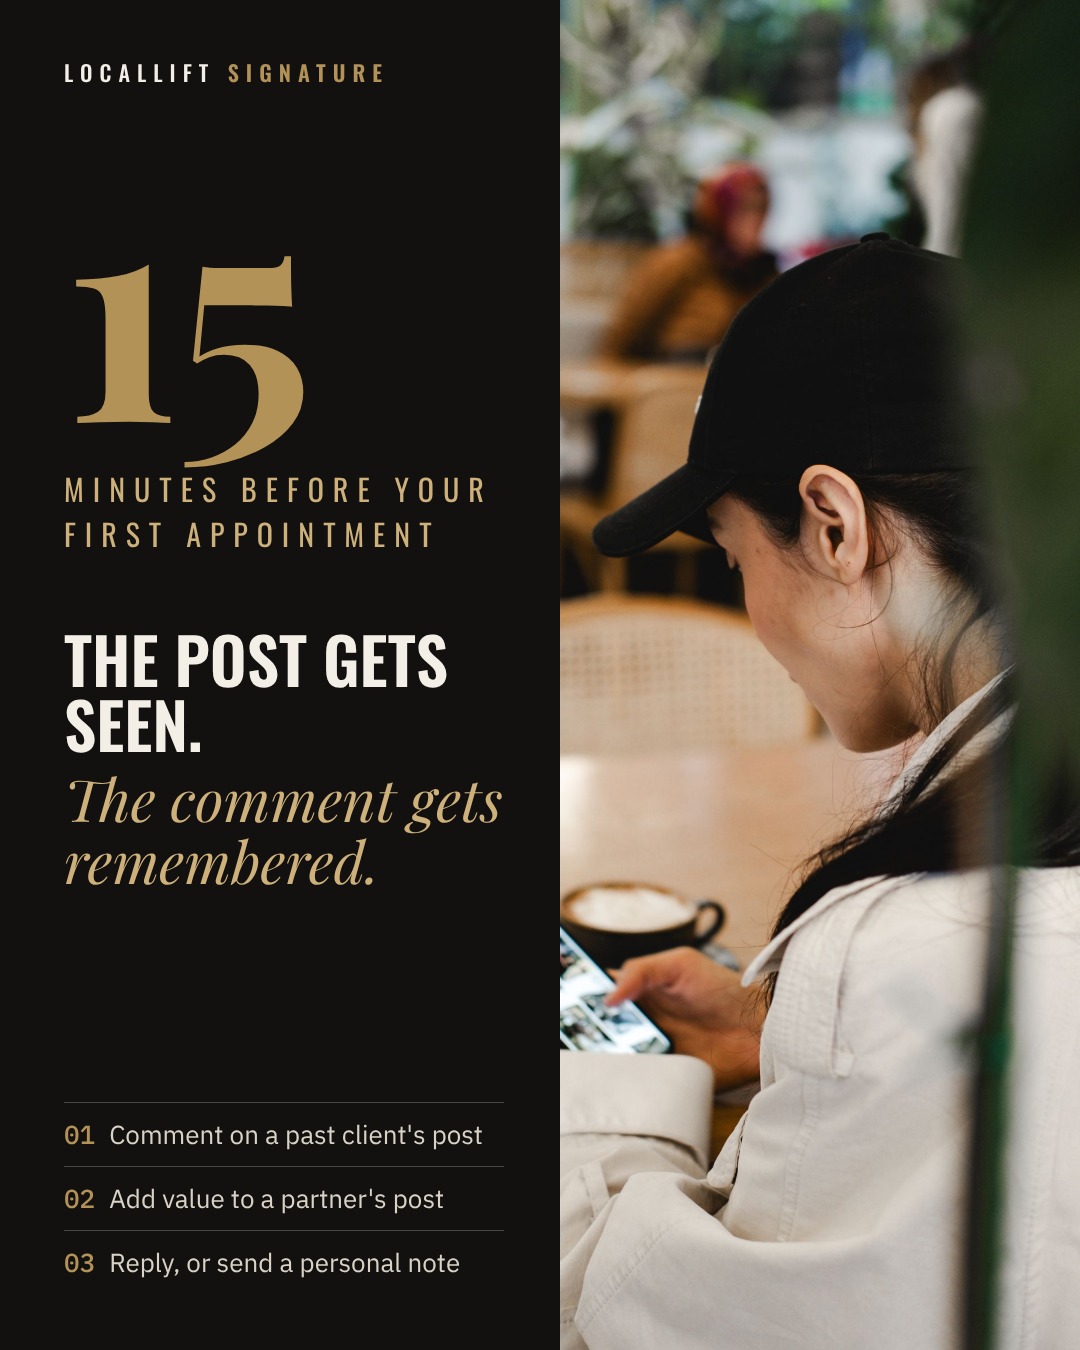 LOCALLIFT SIGNATURE
15
MINUTES BEFORE YOUR
FIRST APPOINTMENT
THE POST GETS
SEEN.
The comment gets
remembered.
01 Comment on a past client's post
02 Add value to a partner's post
03 Reply, or send a personal note